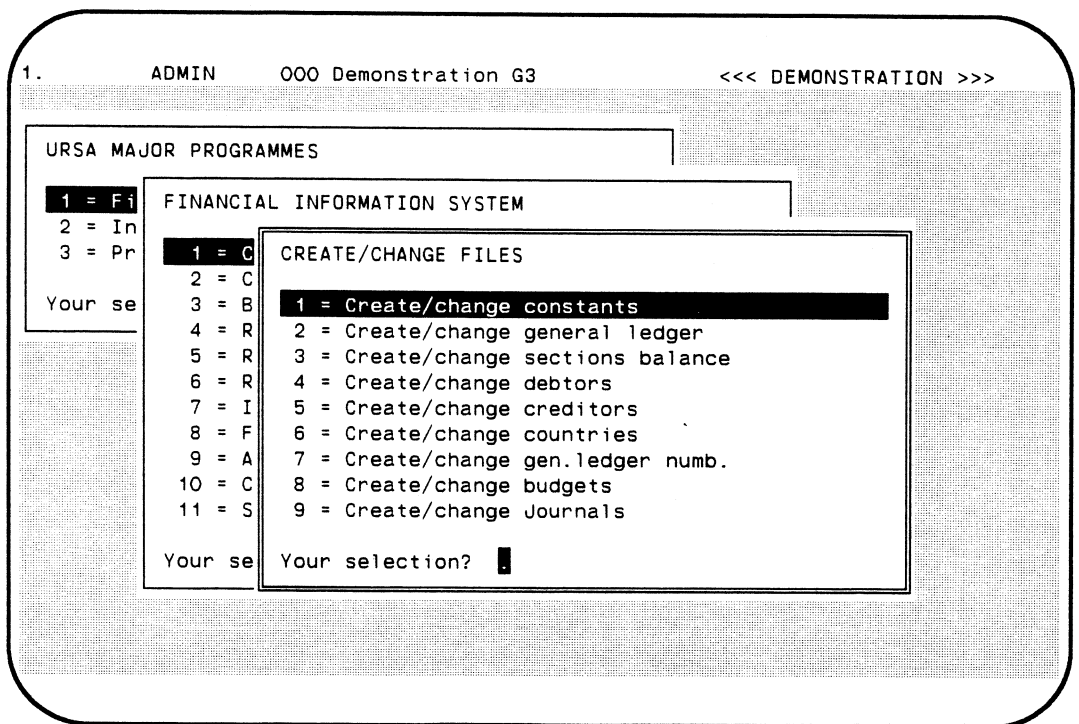 1. ADMIN 000 Demonstration G3 <<< DEMONSTRATION >>>
URSA MAJOR PROGRAMMES
1 = Fi
2 = In
3 = Pr
Your se
FINANCIAL INFORMATION SYSTEM
1 = C
2 = C
3 = B
4 = R
5 = R
6 = R
7 = I
8 = F
9 = A
10 = C
11 = S
Your se
CREATE/CHANGE FILES
1 = Create/change constants
2 = Create/change general ledger
3 = Create/change sections balance
4 = Create/change debtors
5 = Create/change creditors
6 = Create/change countries
7 = Create/change gen.ledger numb.
8 = Create/change budgets
9 = Create/change Journals
Your selection? .